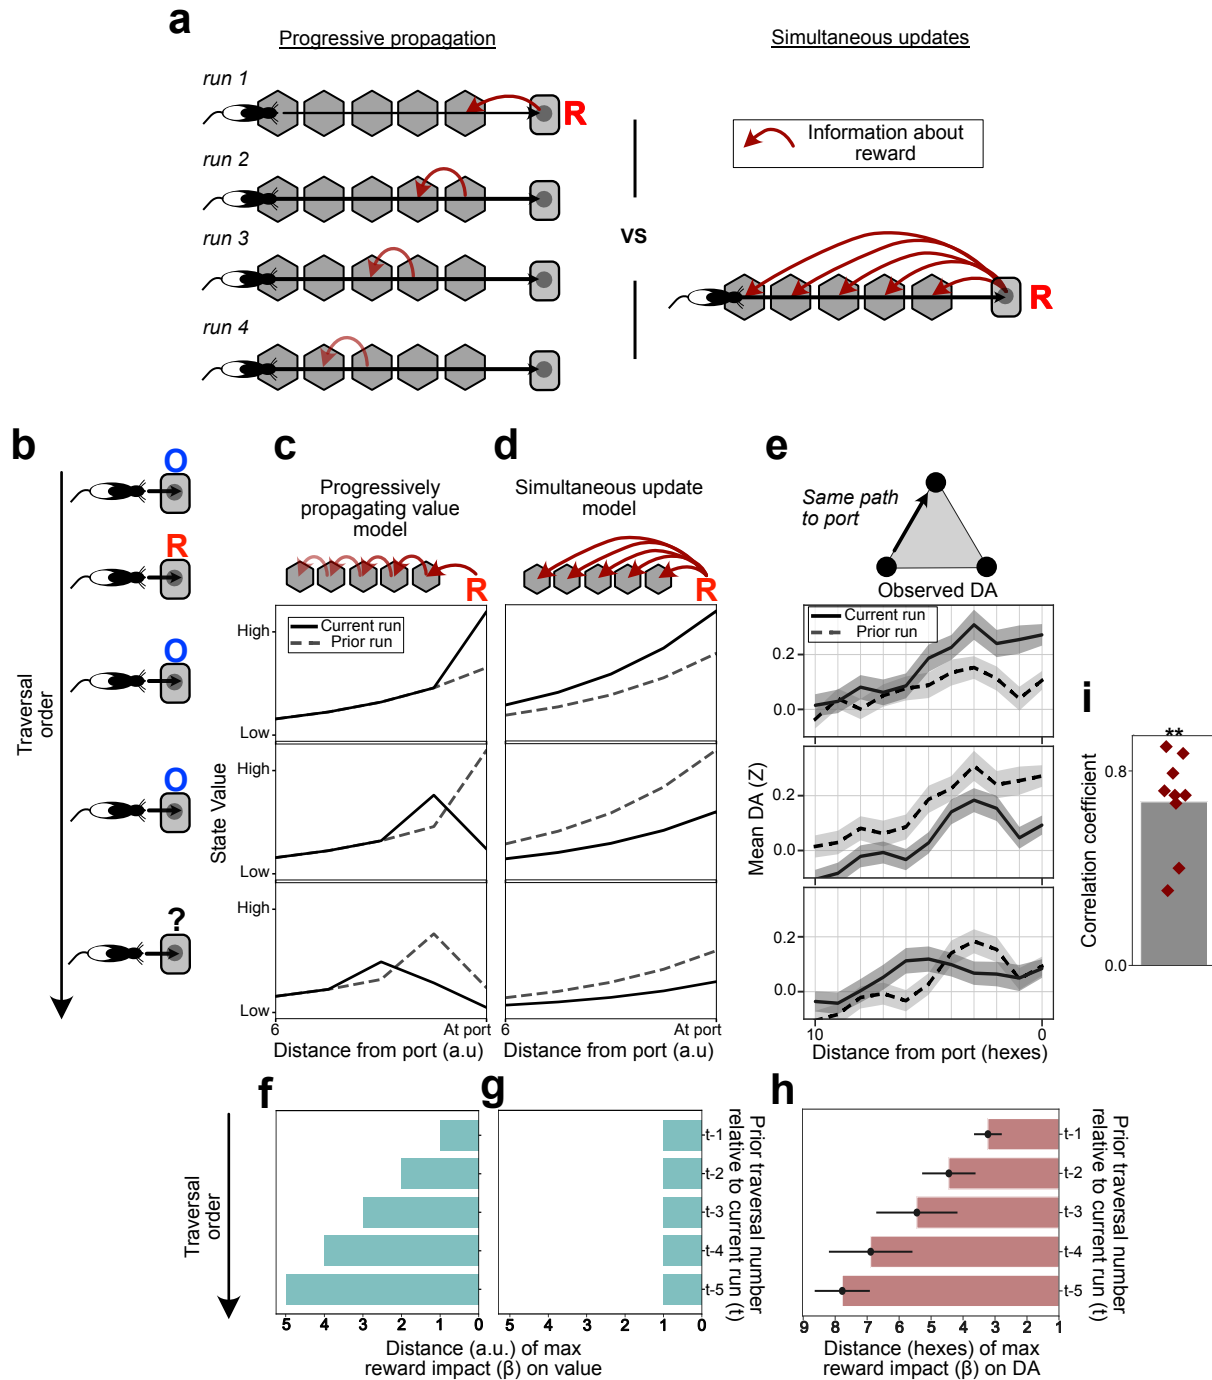 a
Progressive propagation
Simultaneous updates
run 1
R
run 2
run 3
run 4
vs
Information about
reward
R
b
Traversal
order
O
R
O
O
?
c
Progressively
propagating value
model
R
Current run
Prior run
High
Low
High
Low
High
Low
State Value
6
At port
Distance from port (a.u)
d
Simultaneous update
model
R
6
At port
Distance from port (a.u)
e
Same path
to port
Observed DA
Current run
Prior run
0.2
0.0
0.2
0.0
0.2
0.0
Mean DA (Z)
10
0
Distance from port (hexes)
i
**
0.8
0.0
Correlation coefficient
f
Traversal
order
5 4 3 2 1 0
g
t-1
t-2
t-3
t-4
t-5
Prior traversal number
relative to current run (t)
5 4 3 2 1 0
Distance (a.u.) of max
reward impact (β) on value
h
t-1
t-2
t-3
t-4
t-5
Prior traversal number
relative to current run (t)
9 8 7 6 5 4 3 2 1
Distance (hexes) of max
reward impact (β) on DA